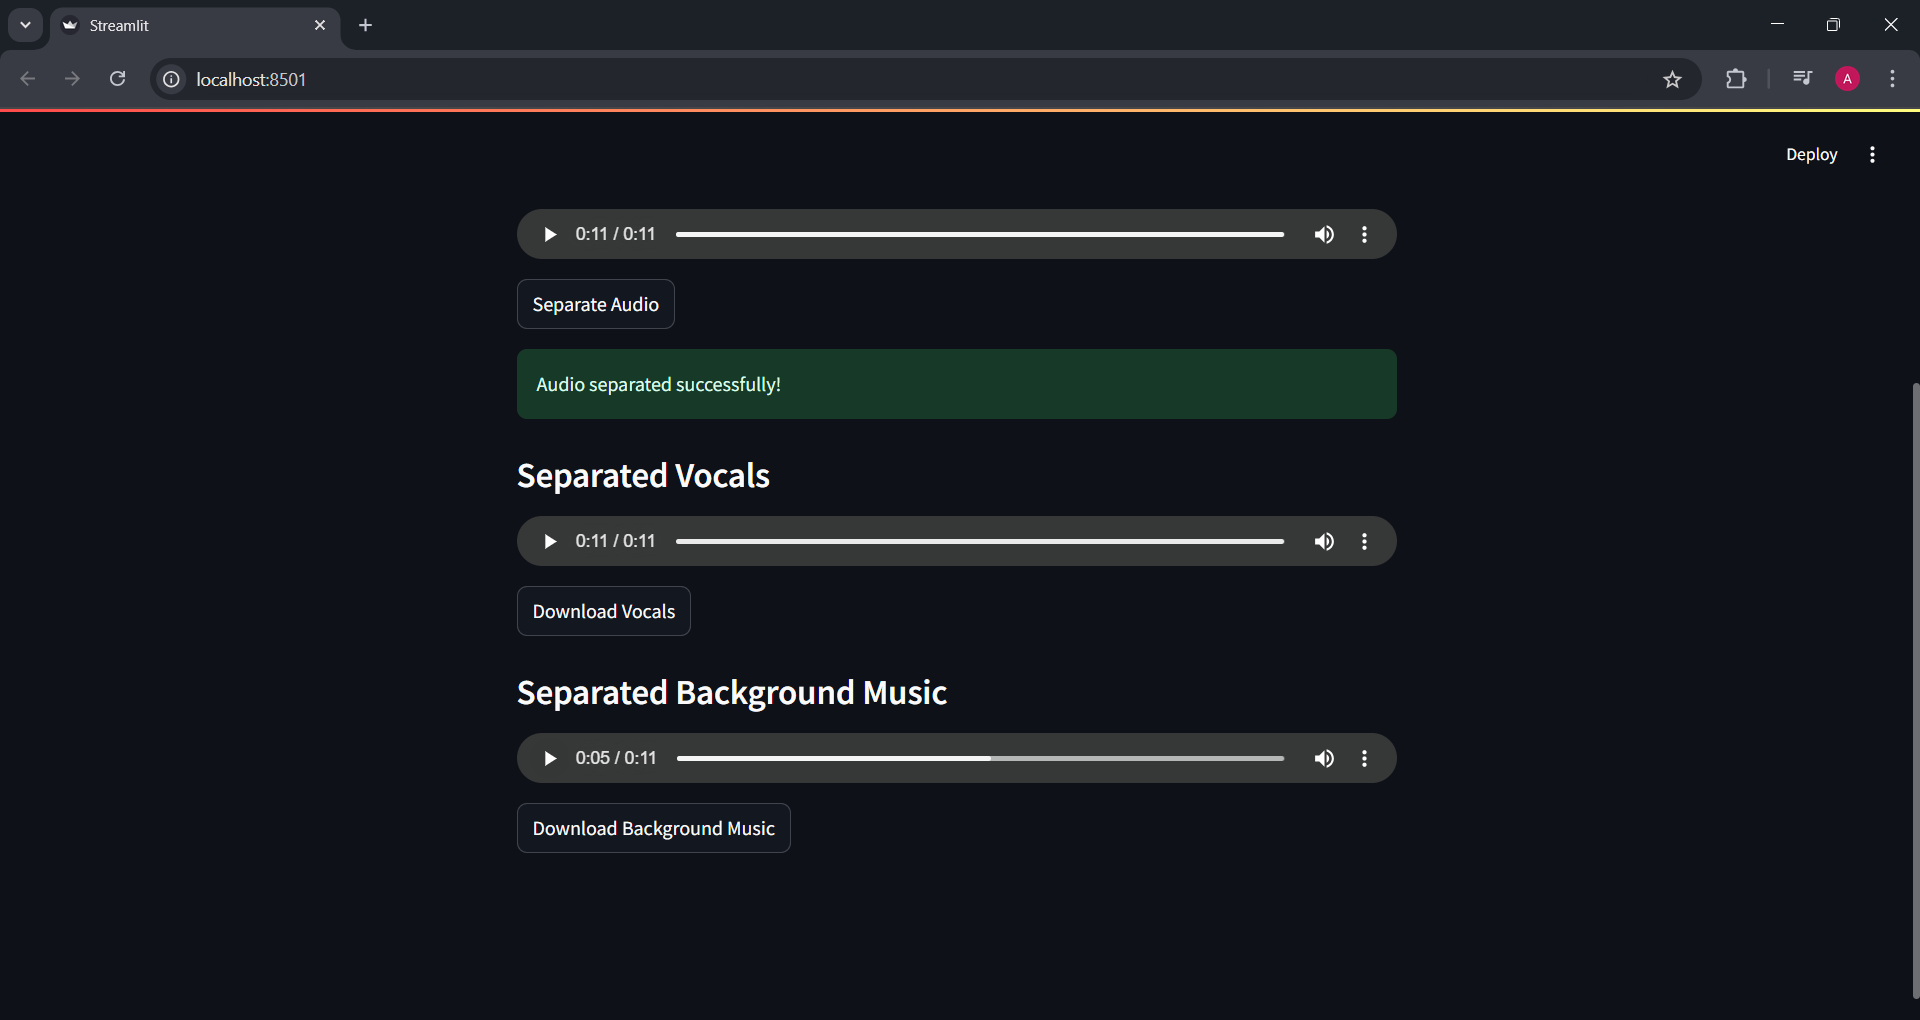 Streamlit
localhost:8501
A
Deploy
0:11 / 0:11
Separate Audio
Audio separated successfully!
Separated Vocals
0:11 / 0:11
Download Vocals
Separated Background Music
0:05 / 0:11
Download Background Music